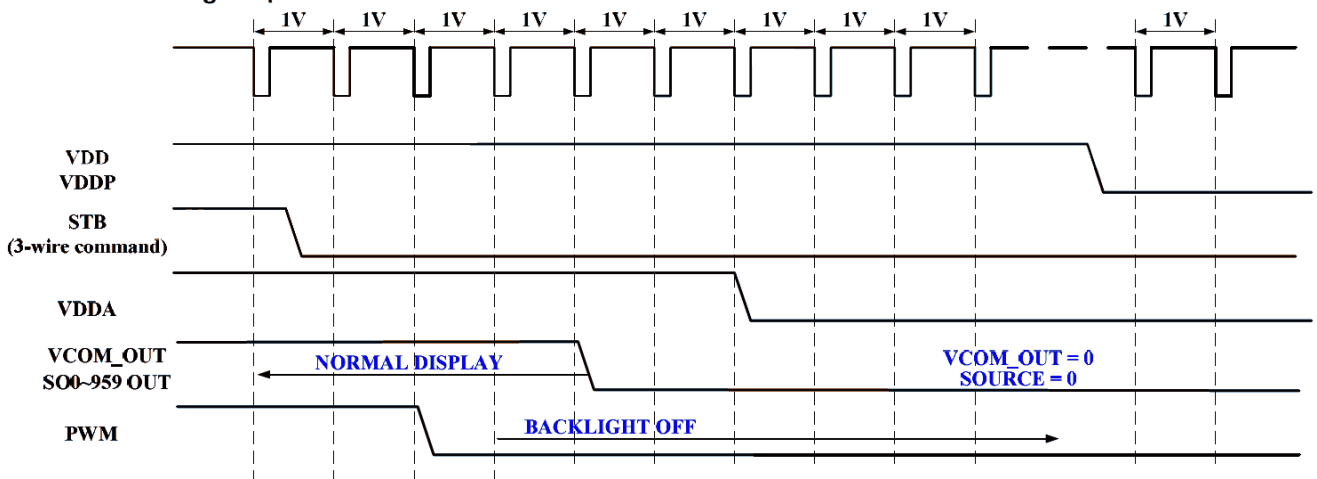 1V 1V 1V 1V 1V 1V 1V 1V 1V 1V
VDD
VDDP
STB
(3-wire command)
VDDA
VCOM_OUT
SO0~959 OUT
NORMAL DISPLAY
VCOM_OUT = 0
SOURCE = 0
PWM
BACKLIGHT OFF